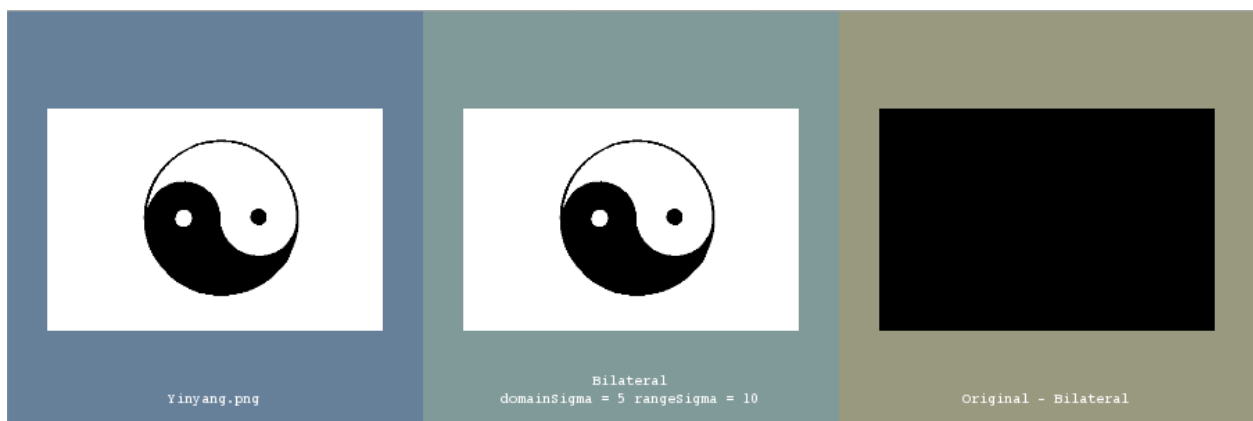 Yinyang.png
Bilateral
domainSigma = 5 rangeSigma = 10
Original - Bilateral